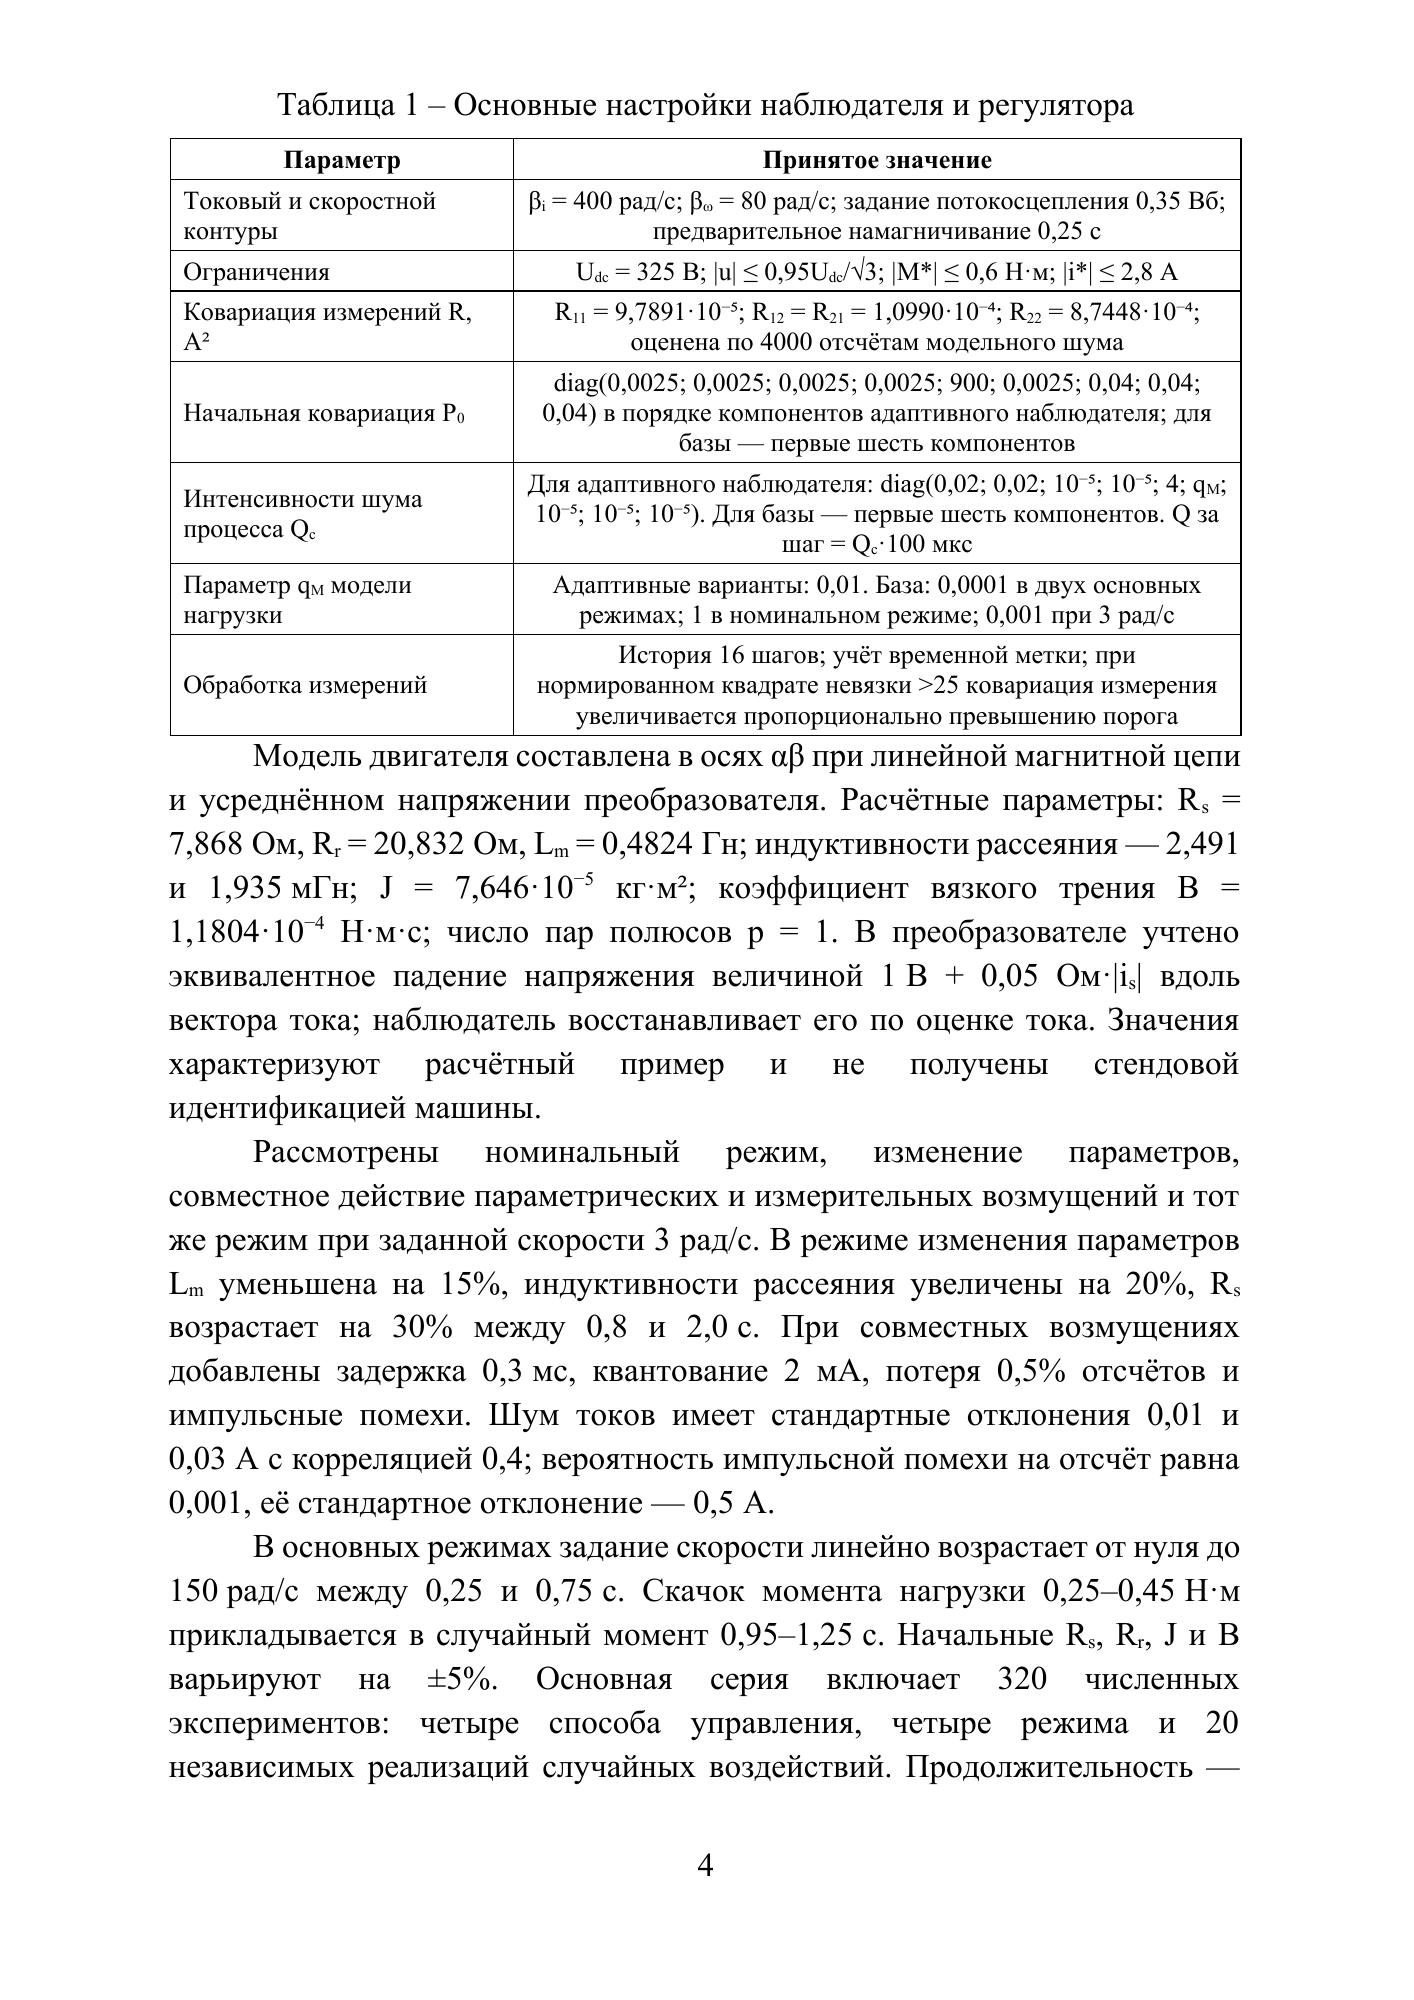 Таблица 1 – Основные настройки наблюдателя и регулятора
Параметр
Принятое значение
Токовый и скоростной
контуры
βᵢ = 400 рад/с; β_ω = 80 рад/с; задание потокосцепления 0,35 Вб;
предварительное намагничивание 0,25 с
Ограничения
U_dc = 325 В; |u| ≤ 0,95U_dc/√3; |M*| ≤ 0,6 Н·м; |i*| ≤ 2,8 А
Ковариация измерений R,
А²
R₁₁ = 9,7891·10⁻⁵; R₁₂ = R₂₁ = 1,0990·10⁻⁴; R₂₂ = 8,7448·10⁻⁴;
оценена по 4000 отсчётам модельного шума
Начальная ковариация P₀
diag(0,0025; 0,0025; 0,0025; 0,0025; 900; 0,0025; 0,04; 0,04;
0,04) в порядке компонентов адаптивного наблюдателя; для
базы — первые шесть компонентов
Интенсивности шума
процесса Q_c
Для адаптивного наблюдателя: diag(0,02; 0,02; 10⁻⁵; 10⁻⁵; 4; q_M;
10⁻⁵; 10⁻⁵; 10⁻⁵). Для базы — первые шесть компонентов. Q за
шаг = Q_c·100 мкс
Параметр q_M модели
нагрузки
Адаптивные варианты: 0,01. База: 0,0001 в двух основных
режимах; 1 в номинальном режиме; 0,001 при 3 рад/с
Обработка измерений
История 16 шагов; учёт временной метки; при
нормированном квадрате невязки >25 ковариация измерения
увеличивается пропорционально превышению порога
Модель двигателя составлена в осях αβ при линейной магнитной цепи
и усреднённом напряжении преобразователя. Расчётные параметры: R_s =
7,868 Ом, R_r = 20,832 Ом, L_m = 0,4824 Гн; индуктивности рассеяния — 2,491
и 1,935 мГн; J = 7,646·10⁻⁵ кг·м²; коэффициент вязкого трения B =
1,1804·10⁻⁴ Н·м·с; число пар полюсов p = 1. В преобразователе учтено
эквивалентное падение напряжения величиной 1 В + 0,05 Ом·|i_s| вдоль
вектора тока; наблюдатель восстанавливает его по оценке тока. Значения
характеризуют расчётный пример и не получены стендовой
идентификацией машины.
Рассмотрены номинальный режим, изменение параметров,
совместное действие параметрических и измерительных возмущений и тот
же режим при заданной скорости 3 рад/с. В режиме изменения параметров
L_m уменьшена на 15%, индуктивности рассеяния увеличены на 20%, R_s
возрастает на 30% между 0,8 и 2,0 с. При совместных возмущениях
добавлены задержка 0,3 мс, квантование 2 мА, потеря 0,5% отсчётов и
импульсные помехи. Шум токов имеет стандартные отклонения 0,01 и
0,03 А с корреляцией 0,4; вероятность импульсной помехи на отсчёт равна
0,001, её стандартное отклонение — 0,5 А.
В основных режимах задание скорости линейно возрастает от нуля до
150 рад/с между 0,25 и 0,75 с. Скачок момента нагрузки 0,25–0,45 Н·м
прикладывается в случайный момент 0,95–1,25 с. Начальные R_s, R_r, J и B
варьируют на ±5%. Основная серия включает 320 численных
экспериментов: четыре способа управления, четыре режима и 20
независимых реализаций случайных воздействий. Продолжительность —
4